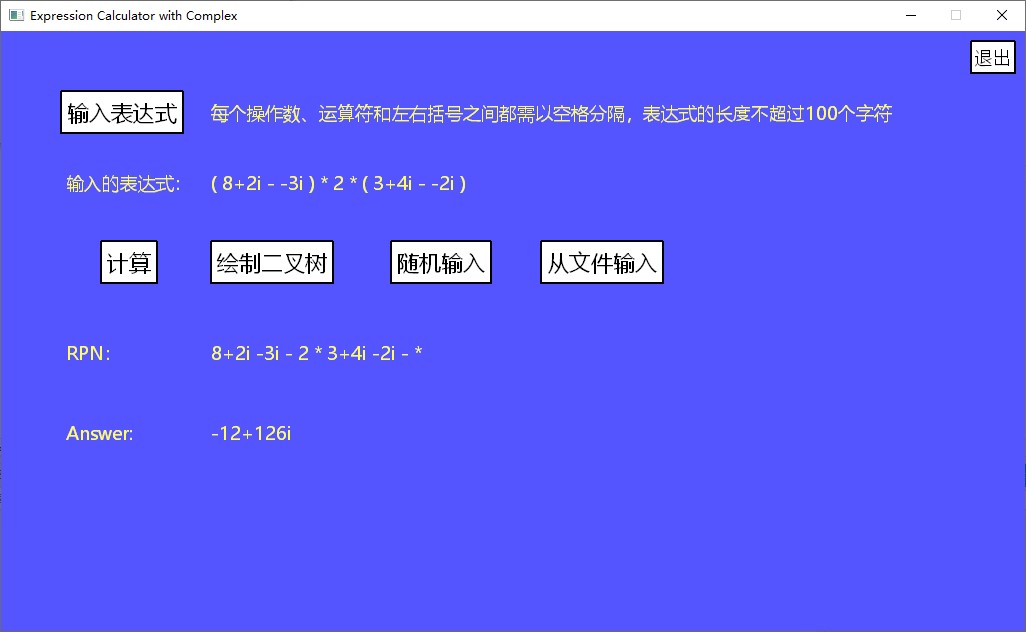 Expression Calculator with Complex
退出
输入表达式 每个操作数、运算符和左右括号之间都需以空格分隔，表达式的长度不超过100个字符
输入的表达式： ( 8+2i - -3i ) * 2 * ( 3+4i - -2i )
计算 绘制二叉树 随机输入 从文件输入
RPN： 8+2i -3i - 2 * 3+4i -2i - *
Answer: -12+126i